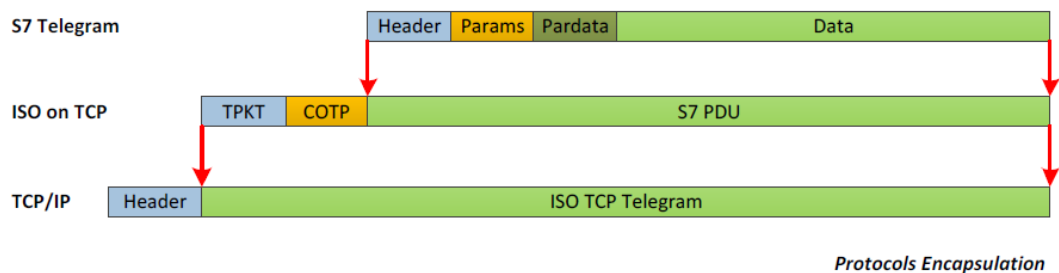 S7 Telegram Header Params Pardata Data
ISO on TCP TPKT COTP S7 PDU
TCP/IP Header ISO TCP Telegram
Protocols Encapsulation